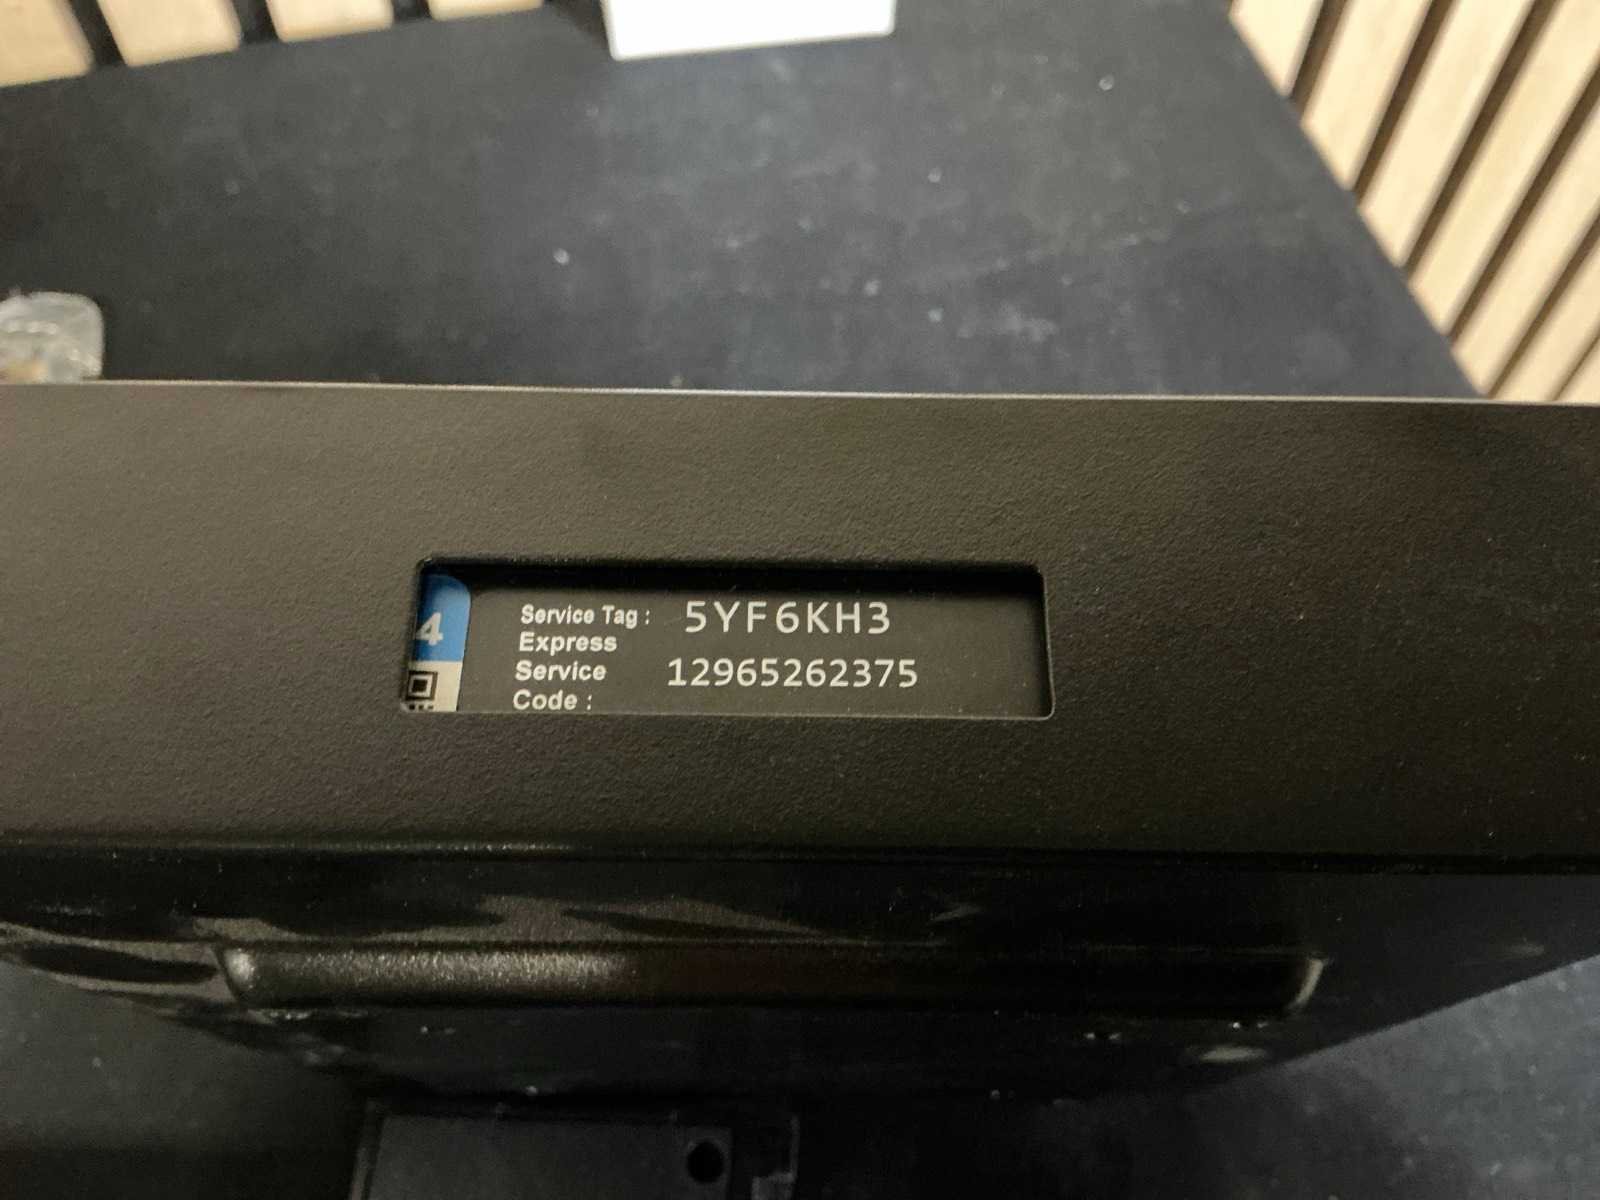 4
Service Tag : 5YF6KH3
Express
Service 12965262375
Code :